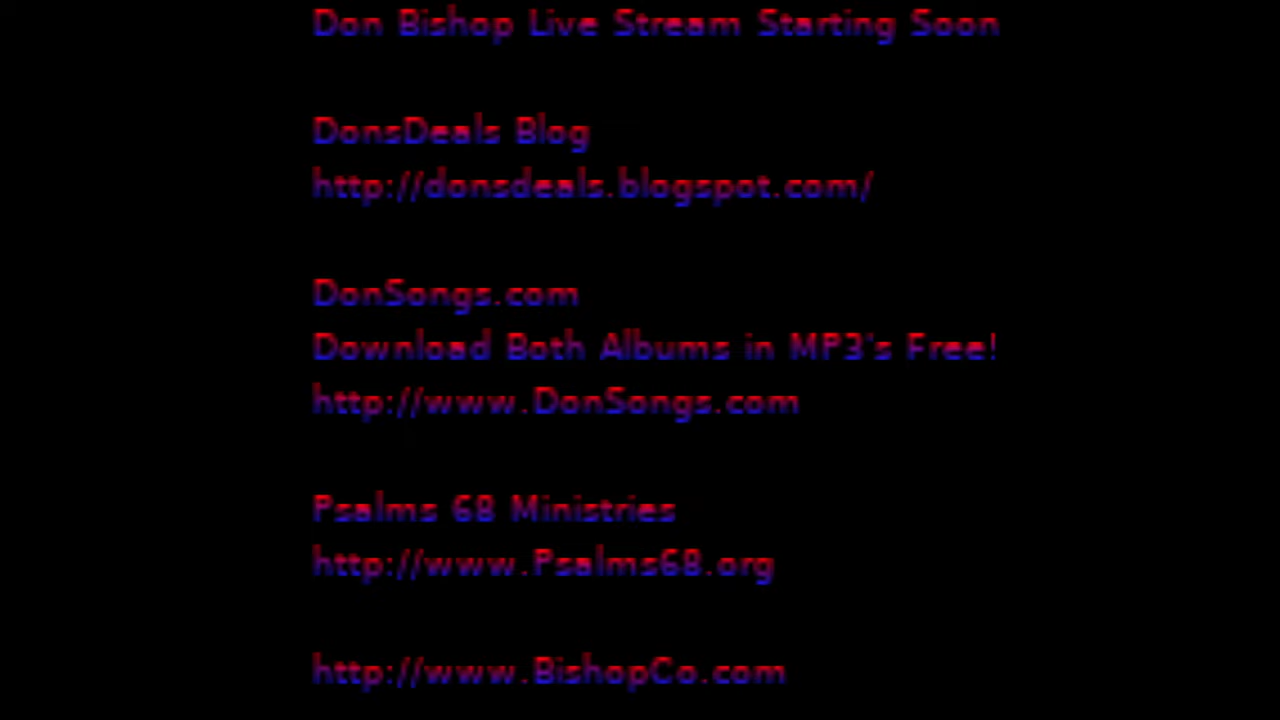 Don Bishop Live Stream Starting Soon
DonsDeals Blog
http://donsdeals.blogspot.com/
DonSongs.com
Download Both Albums in MP3's Free!
http://www.DonSongs.com
Psalms 68 Ministries
http://www.Psalms68.org
http://www.BishopCo.com